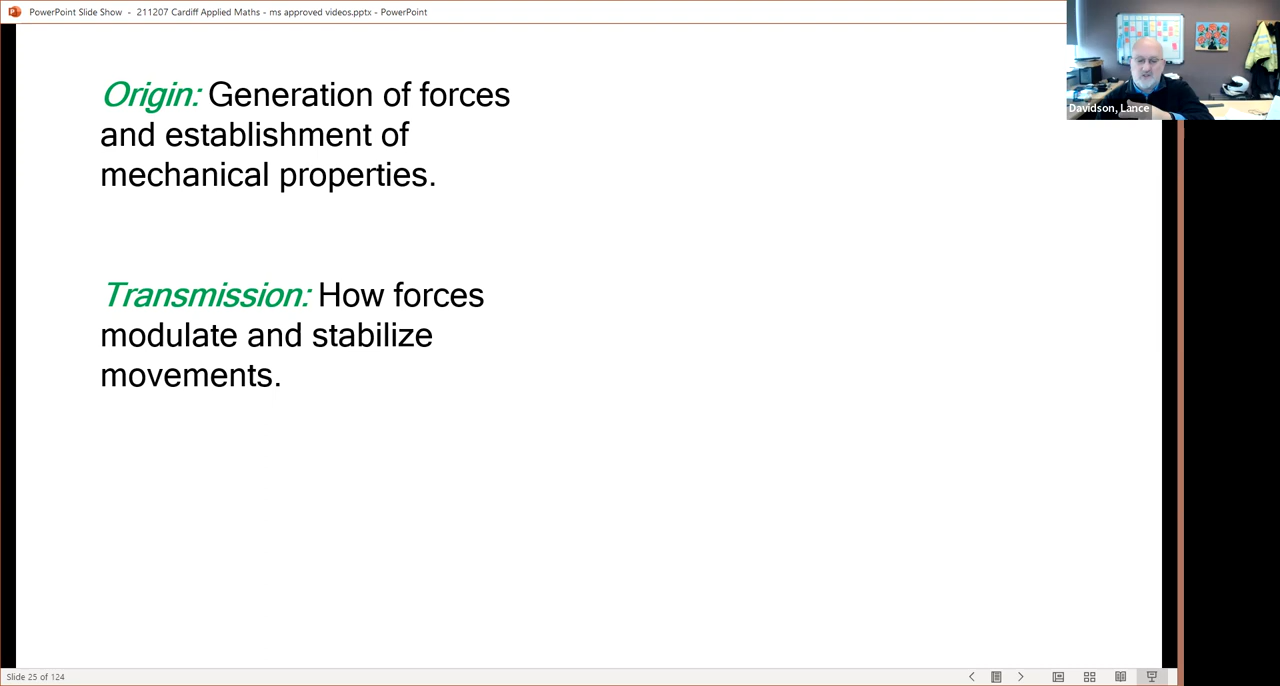 PowerPoint Slide Show - 211207 Cardiff Applied Maths - ms approved videos.pptx - PowerPoint
Davidson, Lance
Origin: Generation of forces
and establishment of
mechanical properties.
Transmission: How forces
modulate and stabilize
movements.
Slide 25 of 124